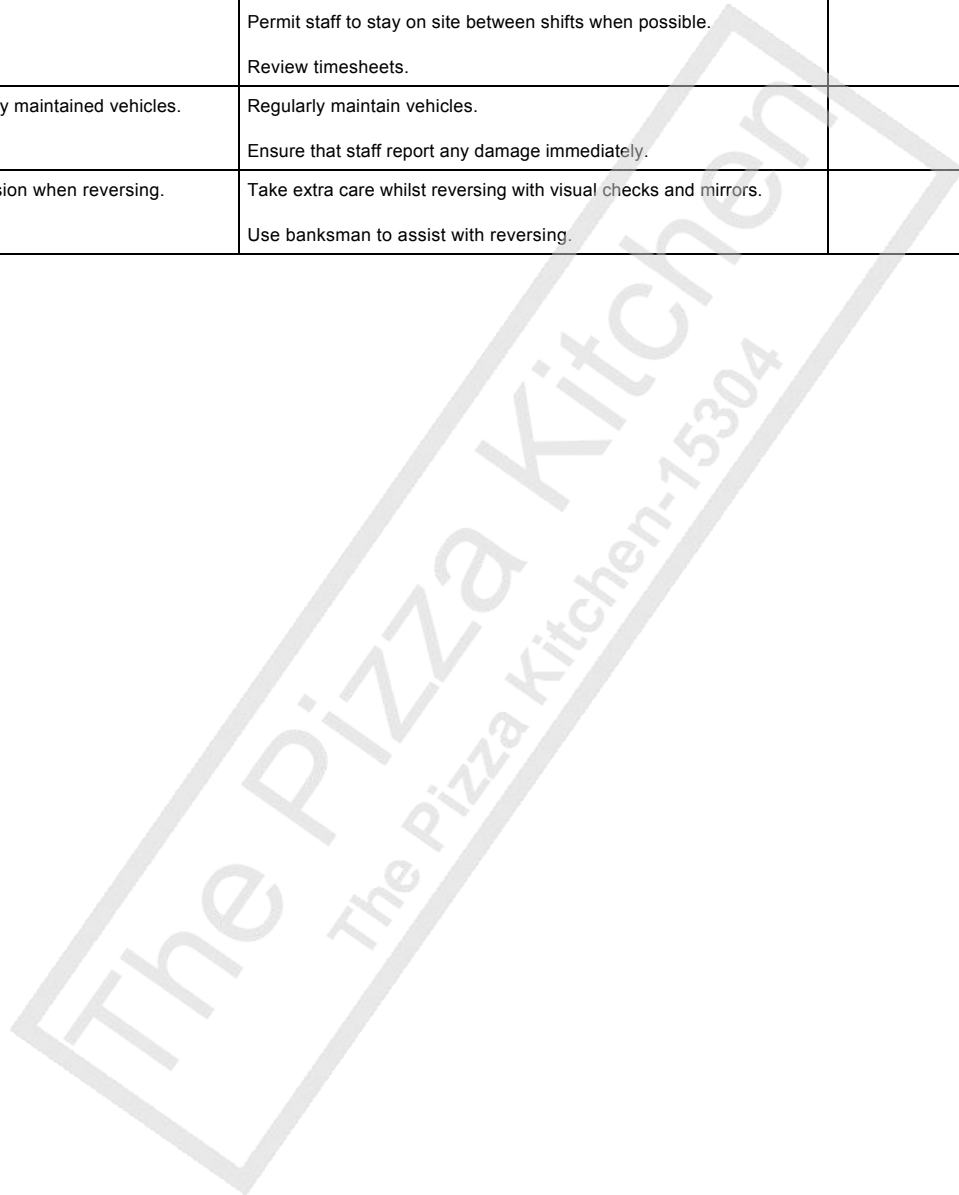 Permit staff to stay on site between shifts when possible.
Review timesheets.
y maintained vehicles.
Regularly maintain vehicles.
Ensure that staff report any damage immediately.
sion when reversing.
Take extra care whilst reversing with visual checks and mirrors.
Use banksman to assist with reversing.
The Pizza Kitchen
The Pizza Kitchen-15304